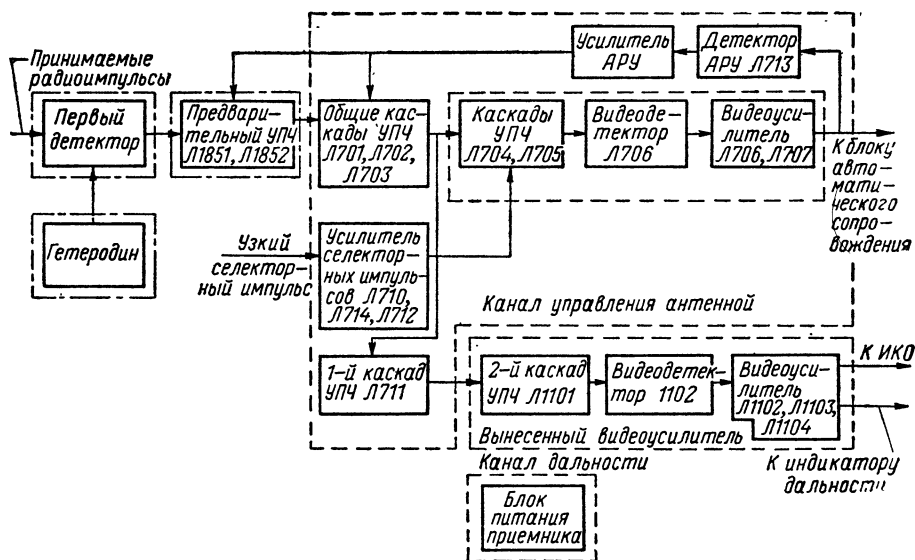 Принимаемые
радиоимпульсы
Первый
детектор
Гетеродин
Предвари-
тельный УПЧ
Л1851, Л1852
Общие кас-
кады УПЧ
Л701, Л702,
Л703
Усилитель
АРУ
Детектор
АРУ Л713
Каскады
УПЧ
Л704, Л705
Видеоде-
тектор
Л706
Видеоуси-
литель
Л706, Л707
К блоку
авто-
мати-
ческого
сопро-
вождения
Узкий
селектор-
ный импульс
Усилитель
селектор-
ных импуль-
сов Л710,
Л714, Л712
Канал управления антенной
1-й каскад
УПЧ Л711
2-й каскад
УПЧ Л1101
Видеодете-
ктор 1102
Видеоуси-
литель
Л1102, Л1103,
Л1104
К ИКО
Вынесенный видеоусилитель
Канал дальности
К индикатору
дальности
Блок
питания
приемника